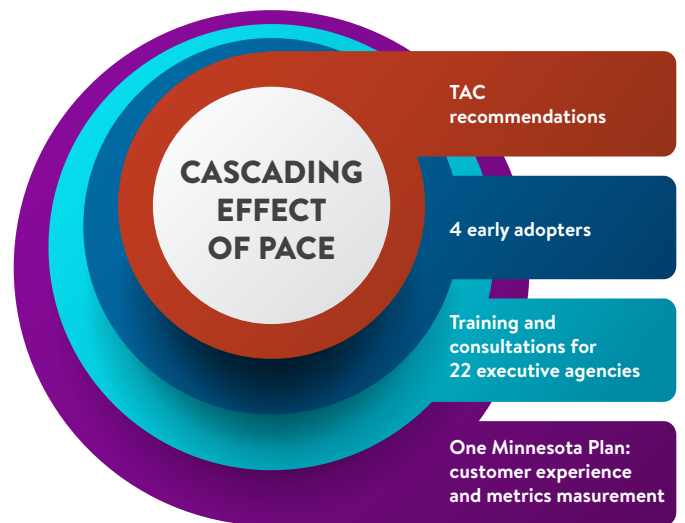 CASCADING
EFFECT
OF PACE
TAC
recommendations
4 early adopters
Training and
consultations for
22 executive agencies
One Minnesota Plan:
customer experience
and metrics masurement